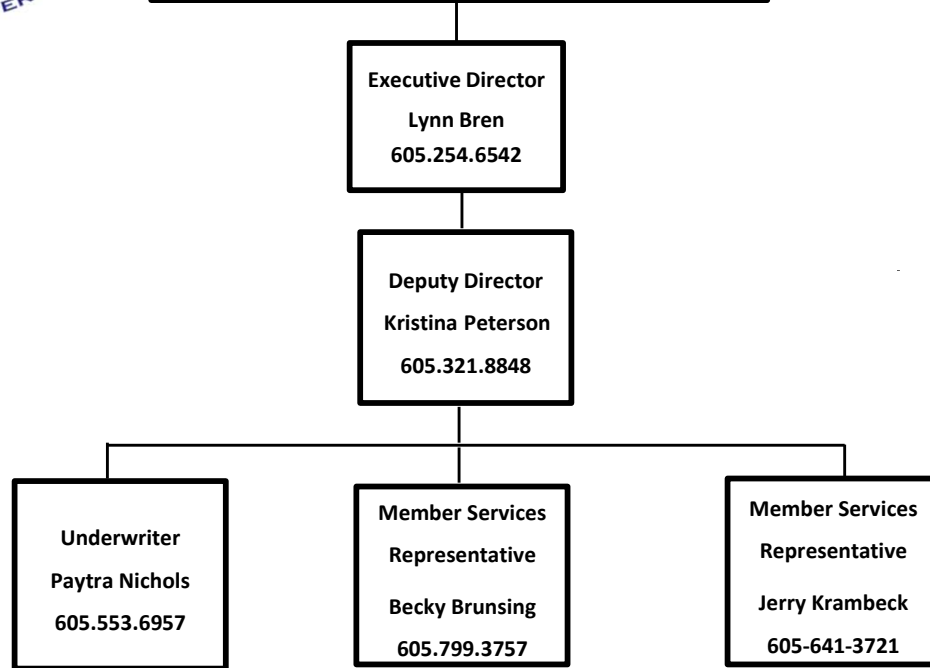 Executive Director
Lynn Bren
605.254.6542
Deputy Director
Kristina Peterson
605.321.8848
Underwriter
Paytra Nichols
605.553.6957
Member Services
Representative
Becky Brunsing
605.799.3757
Member Services
Representative
Jerry Krambeck
605-641-3721